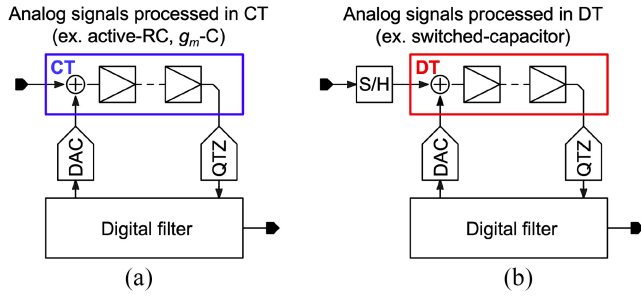 Analog signals processed in CT
(ex. active-RC, gm-C)
CT
DAC
QTZ
Digital filter
(a)
Analog signals processed in DT
(ex. switched-capacitor)
S/H
DT
DAC
QTZ
Digital filter
(b)